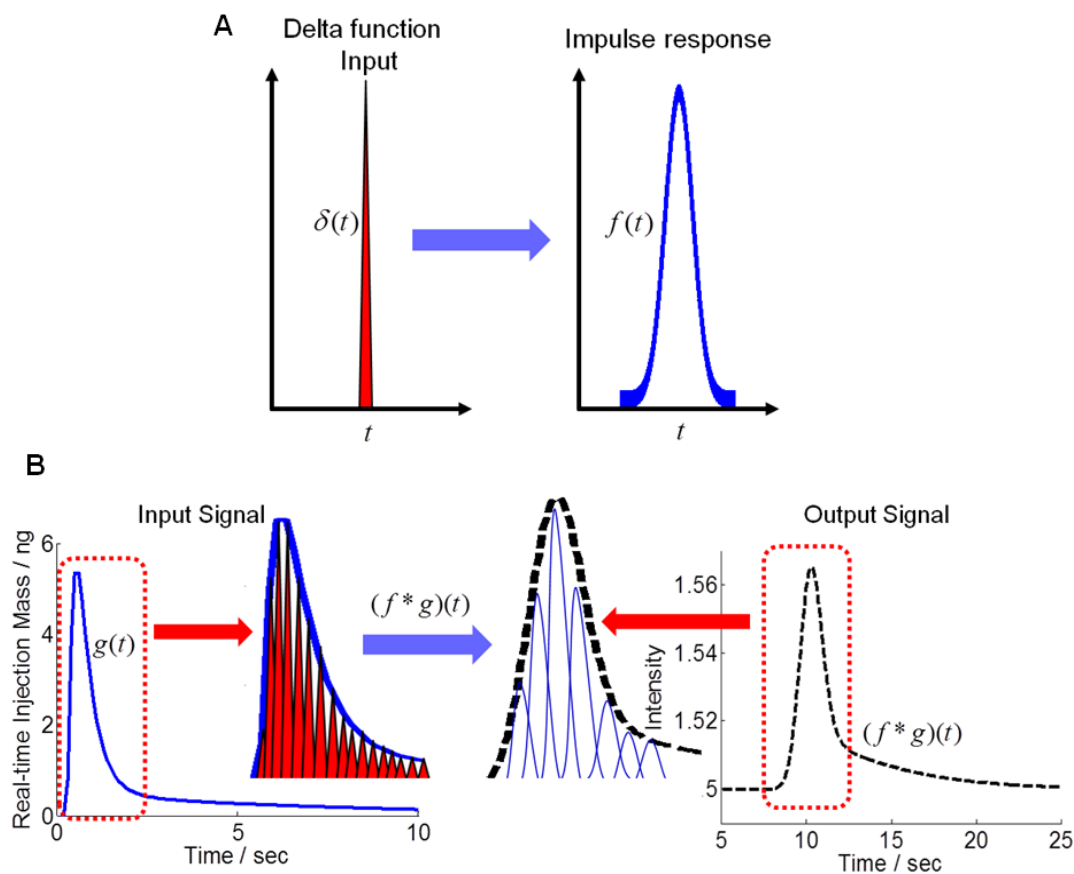 A
Delta function
Input
Impulse response
δ(t)
f(t)
t
t
B
Input Signal
Output Signal
Real-time Injection Mass / ng
6
4
2
0
g(t)
(f*g)(t)
Intensity
1.56
1.54
1.52
.5
(f*g)(t)
0
5
10
Time / sec
5
10
15
20
25
Time / sec